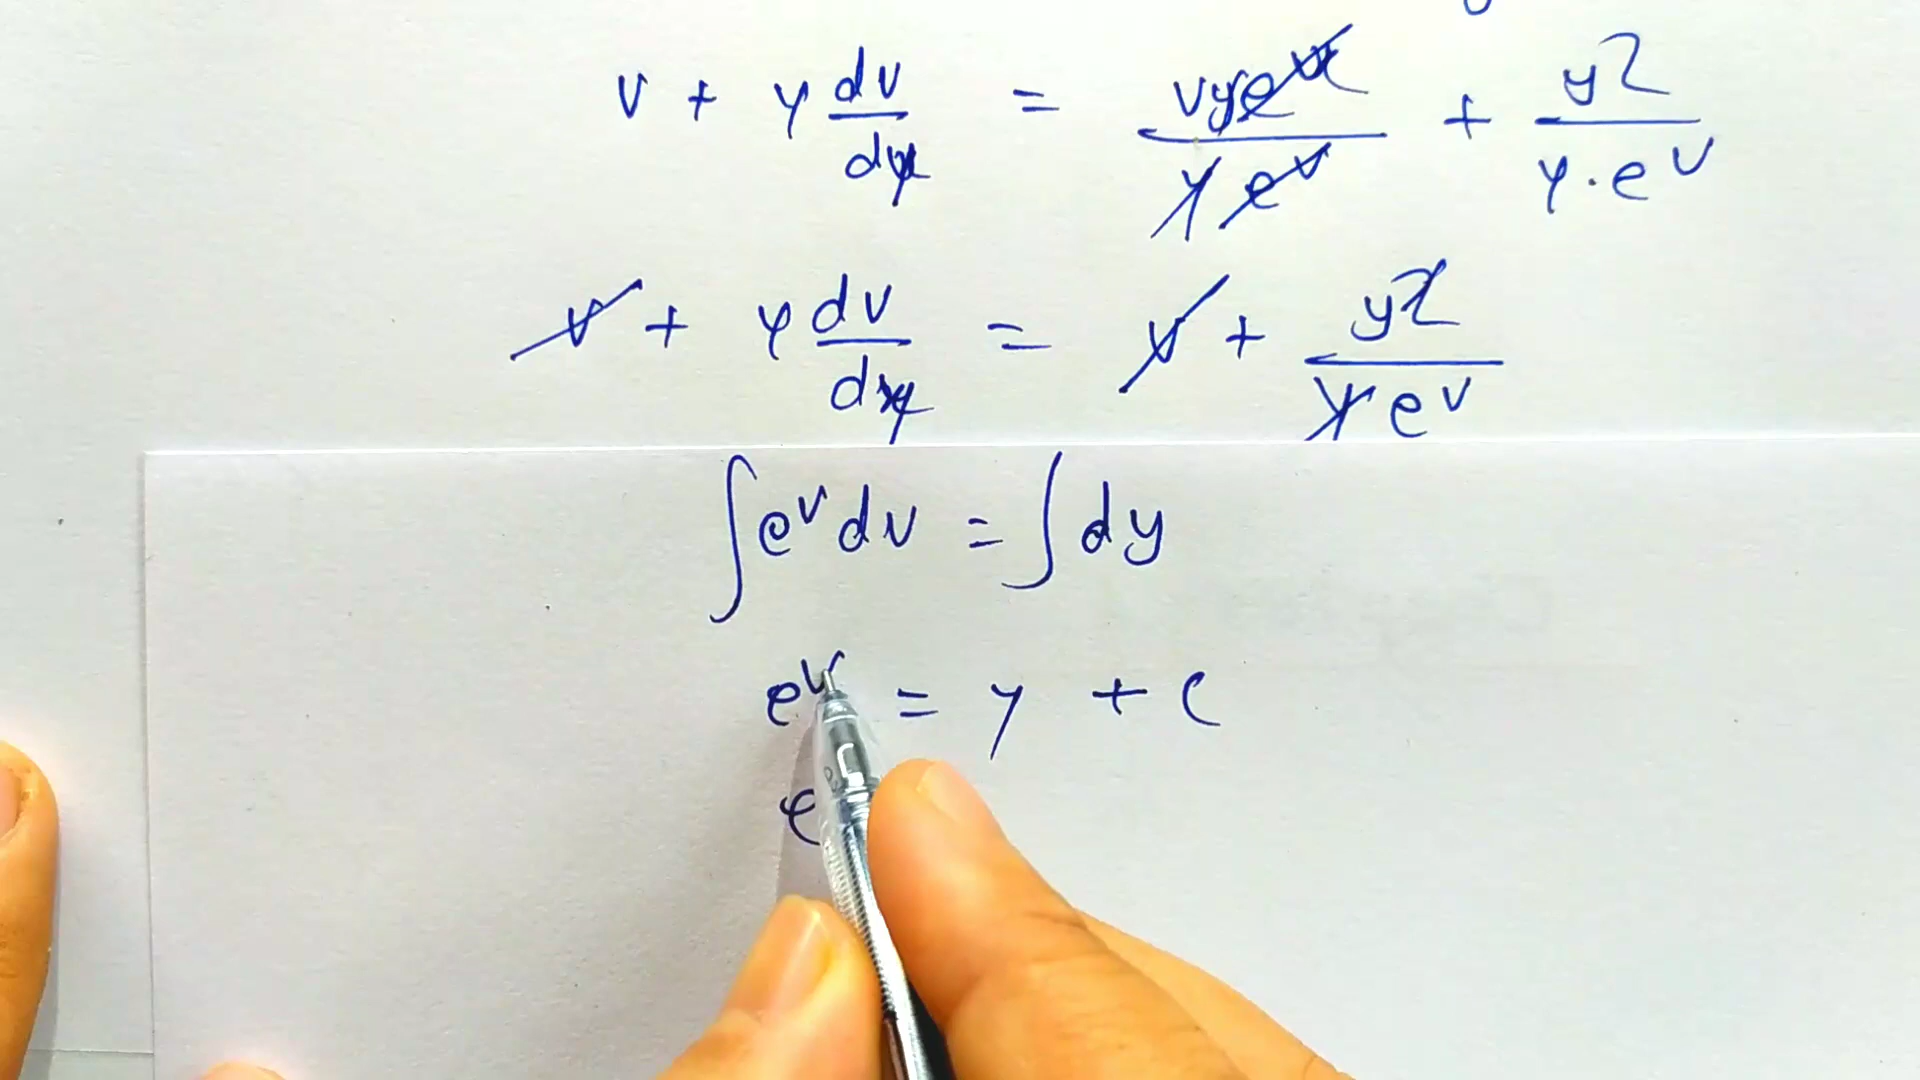 v + y dv/dy = vye^v/ye^v + y2/y·e^v
v + y dv/dy = v + y2/ye^v
∫e^v dv = ∫dy
e^v = y + c
e